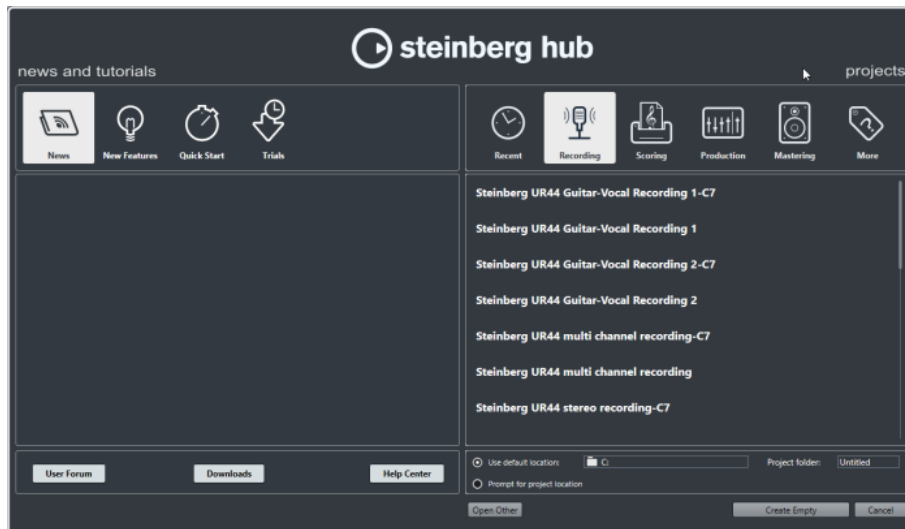 steinberg hub
news and tutorials
projects
News
New Features
Quick Start
Trials
Recent
Recording
Scoring
Production
Mastering
More
Steinberg UR44 Guitar-Vocal Recording 1-C7
Steinberg UR44 Guitar-Vocal Recording 1
Steinberg UR44 Guitar-Vocal Recording 2-C7
Steinberg UR44 Guitar-Vocal Recording 2
Steinberg UR44 multi channel recording-C7
Steinberg UR44 multi channel recording
Steinberg UR44 stereo recording-C7
User Forum
Downloads
Help Center
Use default location:
C:
Project folder:
Untitled
Prompt for project location
Open Other
Create Empty
Cancel